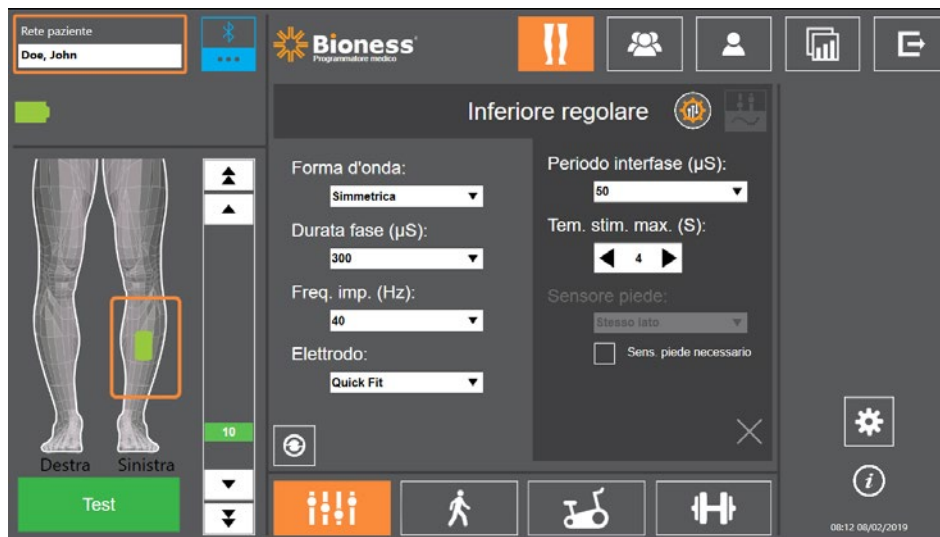 Rete paziente
Doe, John
Bioness
Programmatore medico
Inferiore regolare
Forma d'onda:
Simmetrica
Durata fase (µS):
300
Freq. imp. (Hz):
40
Elettrodo:
Quick Fit
Periodo interfase (µS):
50
Tem. stim. max. (S):
4
Sensore piede:
Stesso lato
Sens. piede necessario
10
Destra
Sinistra
Test
08:12 08/02/2019